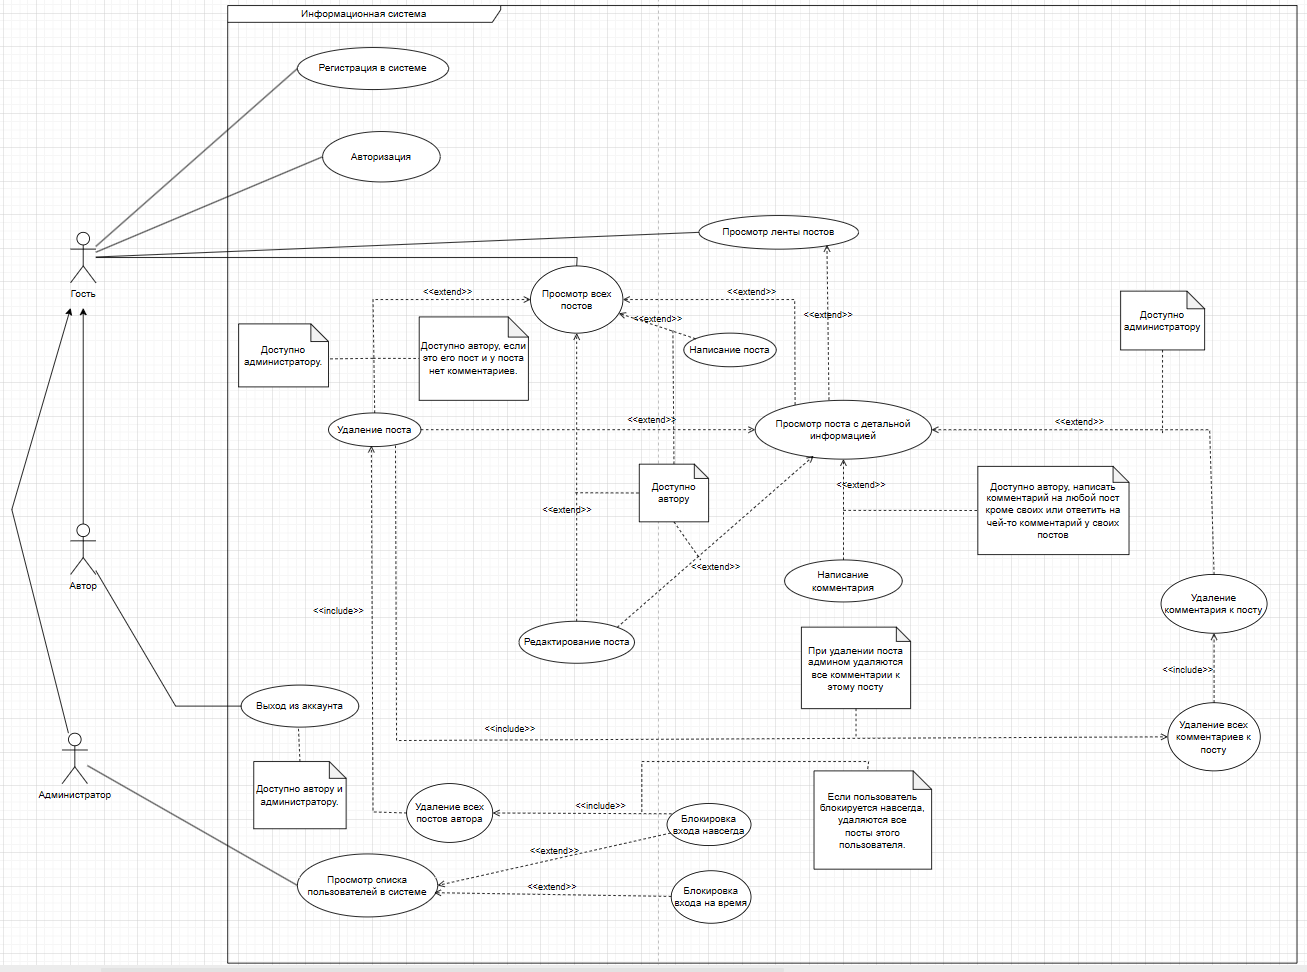 Информационная система
Регистрация в системе
Авторизация
Просмотр ленты постов
Гость
Просмотр всех
постов
<<extend>>
<<extend>>
<<extend>>
<<extend>>
Доступно
администратору
Доступно
администратору.
Доступно автору, если
это его пост и у поста
нет комментариев.
Написание поста
Удаление поста
<<extend>>
Просмотр поста с детальной
информацией
<<extend>>
Доступно
автору
<<extend>>
<<extend>>
Доступно автору, написать
комментарий на любой пост
кроме своих или ответить на
чей-то комментарий у своих
постов
<<extend>>
Автор
Написание
комментария
Удаление
комментария к посту
<<include>>
Редактирование поста
При удалении поста
админом удаляются
все комментарии к
этому посту
<<include>>
Выход из аккаунта
<<include>>
Удаление всех
комментариев к
посту
Администратор
Доступно автору и
администратору.
Удаление всех
постов автора
<<include>>
Блокировка
входа навсегда
Если пользователь
блокируется навсегда,
удаляются все
посты этого
пользователя.
<<extend>>
Просмотр списка
пользователей в системе
<<extend>>
Блокировка
входа на время